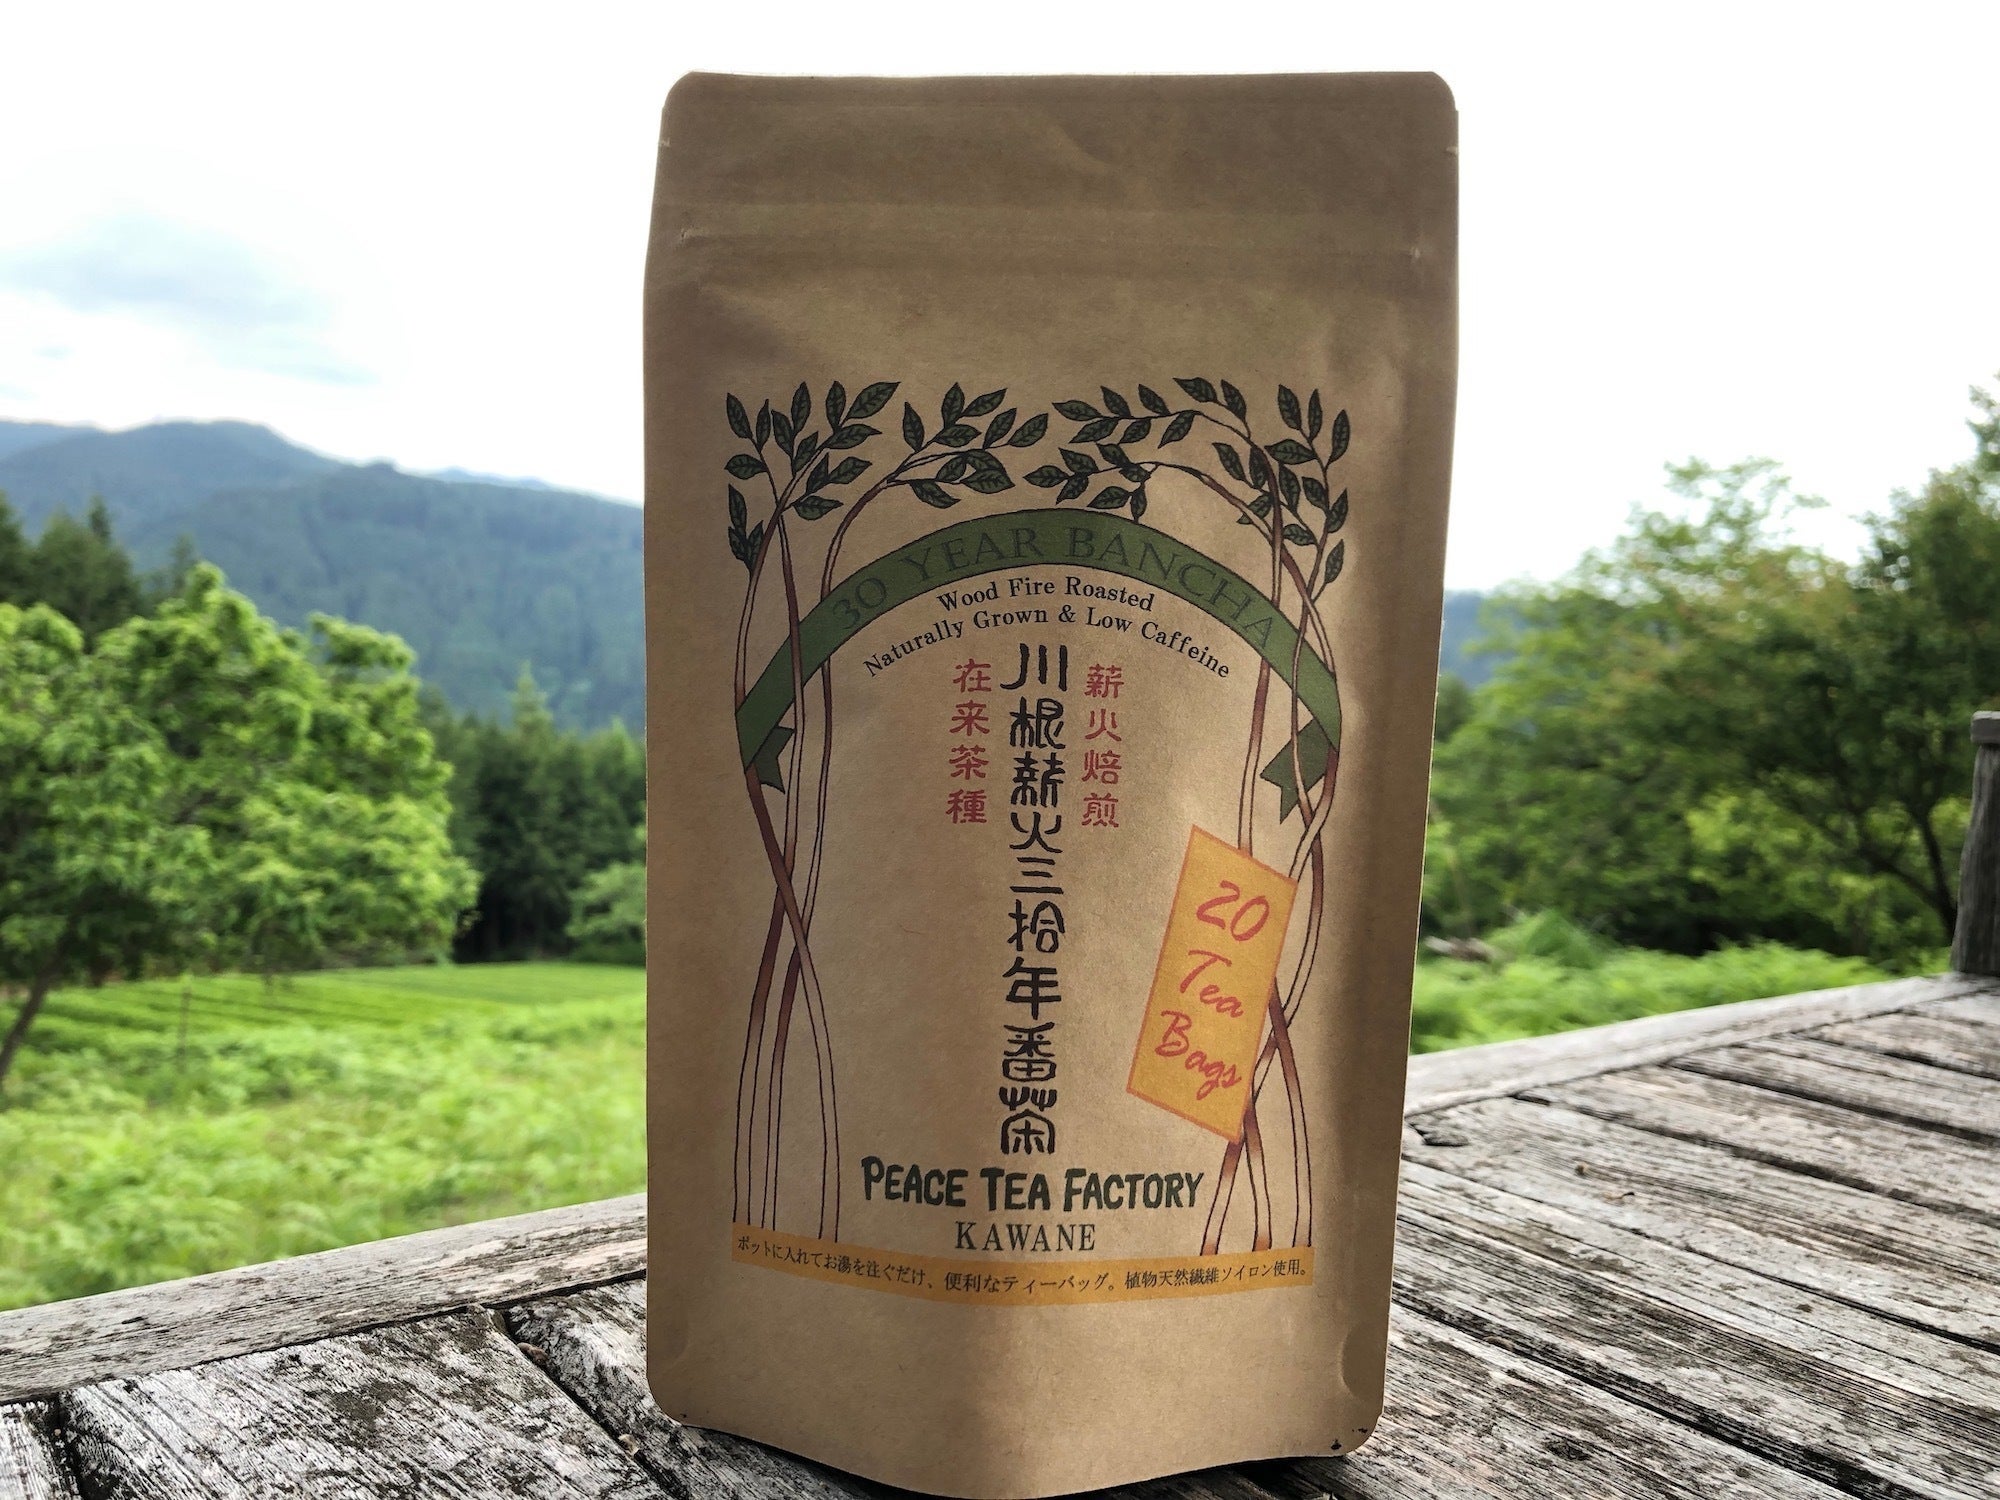 30 YEAR BANCHA
Wood Fire Roasted
Naturally Grown & Low Caffeine
薪火焙煎
川根薪火三拾年番茶
在来茶種
20
Tea
Bags
PEACE TEA FACTORY
KAWANE
ポットに入れてお湯を注ぐだけ、便利なティーバッグ。植物天然繊維ソイロン使用。